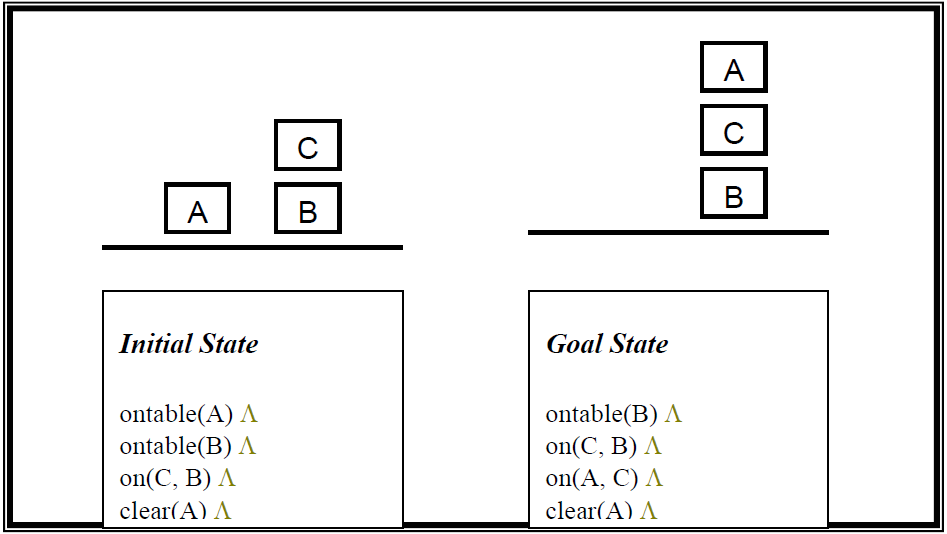 A
C
C
A
B
B
Initial State
ontable(A) Λ
ontable(B) Λ
on(C, B) Λ
clear(A) Λ
Goal State
ontable(B) Λ
on(C, B) Λ
on(A, C) Λ
clear(A) Λ